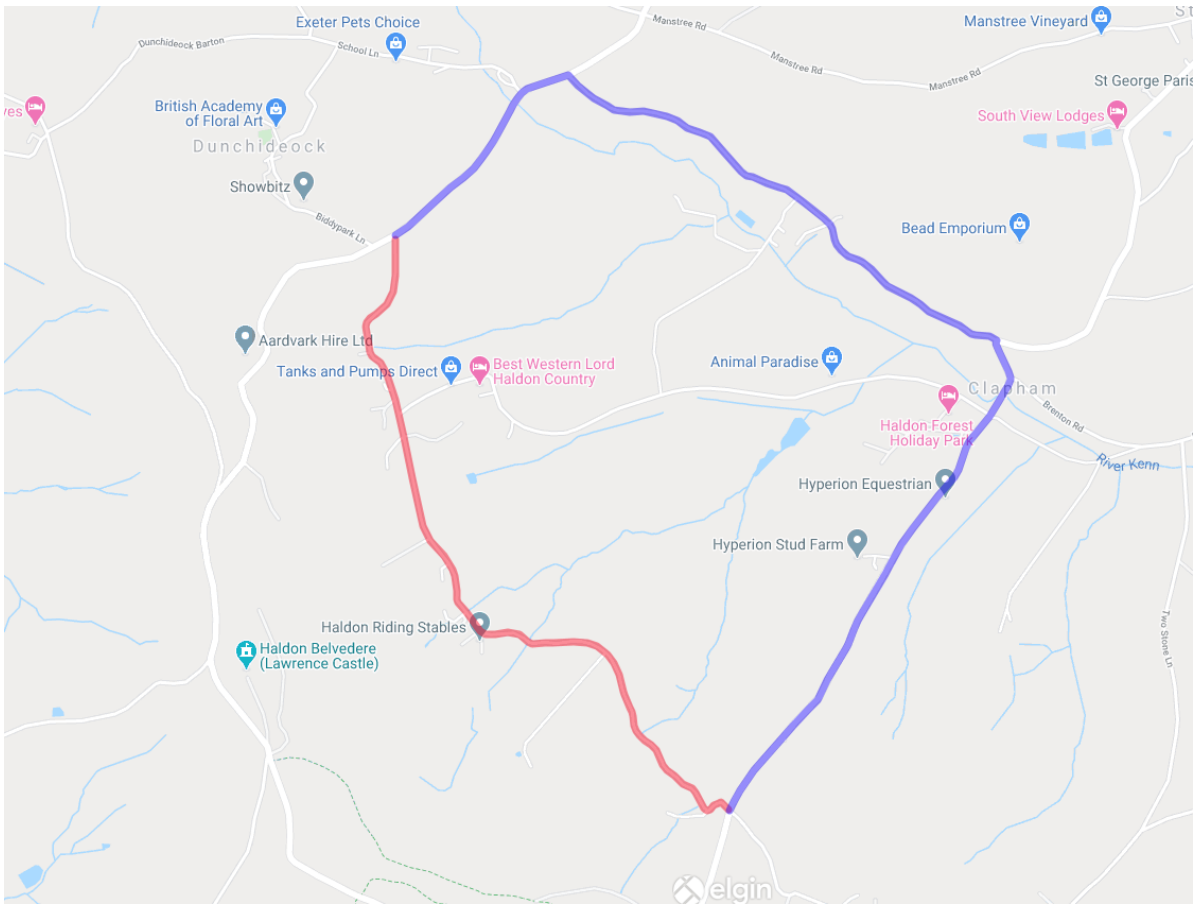 Exeter Pets Choice
Manstree Rd
Manstree Vineyard
St
Dunchideock Barton
School Ln
Manstree Rd
Manstree Rd
St George Paris
ves
British Academy
of Floral Art
South View Lodges
Dunchideock
Showbitz
Biddypark Ln
Bead Emporium
Aardvark Hire Ltd
Tanks and Pumps Direct
Best Western Lord
Haldon Country
Animal Paradise
Clapham
Brenton Rd
Haldon Forest
Holiday Park
River Kenn
Hyperion Equestrian
Hyperion Stud Farm
Two Stone Ln
Haldon Riding Stables
Haldon Belvedere
(Lawrence Castle)
elgin